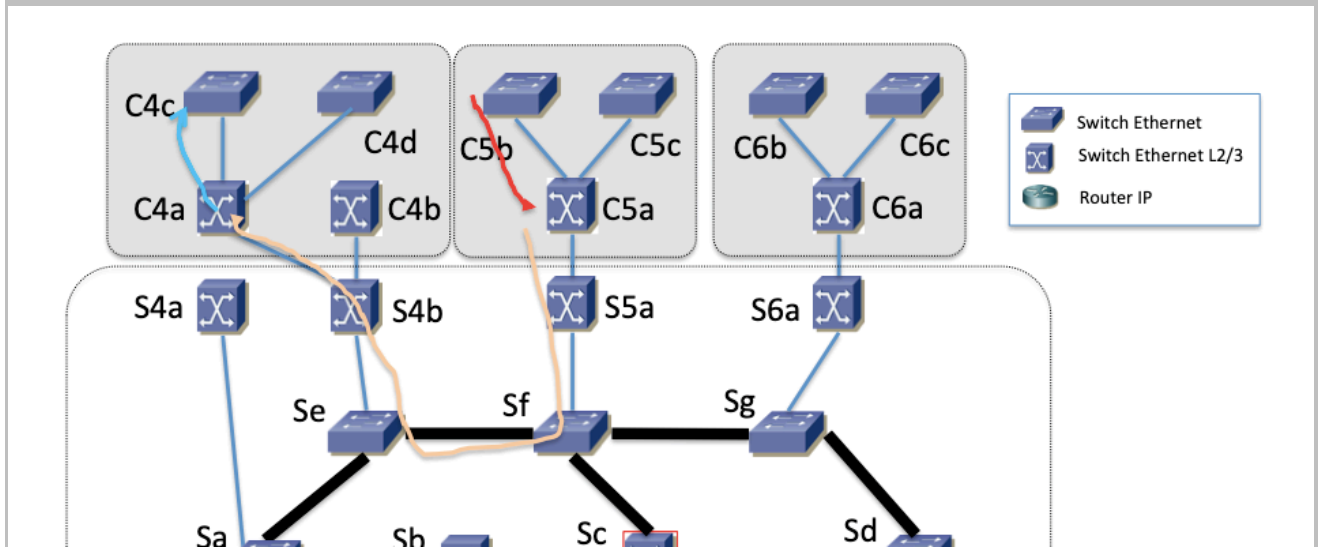 C4c
C4d
C5b
C5c
C6b
C6c
Switch Ethernet
Switch Ethernet L2/3
Router IP
C4a
C4b
C5a
C6a
S4a
S4b
S5a
S6a
Se
Sf
Sg
Sa
Sb
Sc
Sd